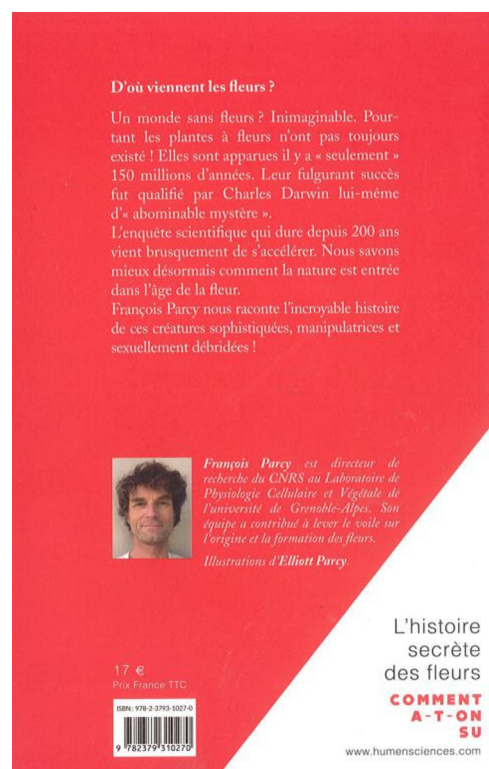 D'où viennent les fleurs ?
Un monde sans fleurs ? Inimaginable. Pour-
tant les plantes à fleurs n'ont pas toujours
existé ! Elles sont apparues il y a « seulement »
150 millions d'années. Leur fulgurant succès
fut qualifié par Charles Darwin lui-même
d'« abominable mystère ».
L'enquête scientifique qui dure depuis 200 ans
vient brusquement de s'accélérer. Nous savons
mieux désormais comment la nature est entrée
dans l'âge de la fleur.
François Parcy nous raconte l'incroyable histoire
de ces créatures sophistiquées, manipulatrices et
sexuellement débridées !
François Parcy est directeur de
recherche du CNRS au Laboratoire de
Physiologie Cellulaire et Végétale de
l'université de Grenoble-Alpes. Son
équipe a contribué à lever le voile sur
l'origine et la formation des fleurs.
Illustrations d'Elliott Parcy.
L'histoire
secrète
des fleurs
COMMENT
A-T-ON
SU
www.humensciences.com
17 €
Prix France TTC
ISBN: 978-2-3793-1027-0
9 782379 310270